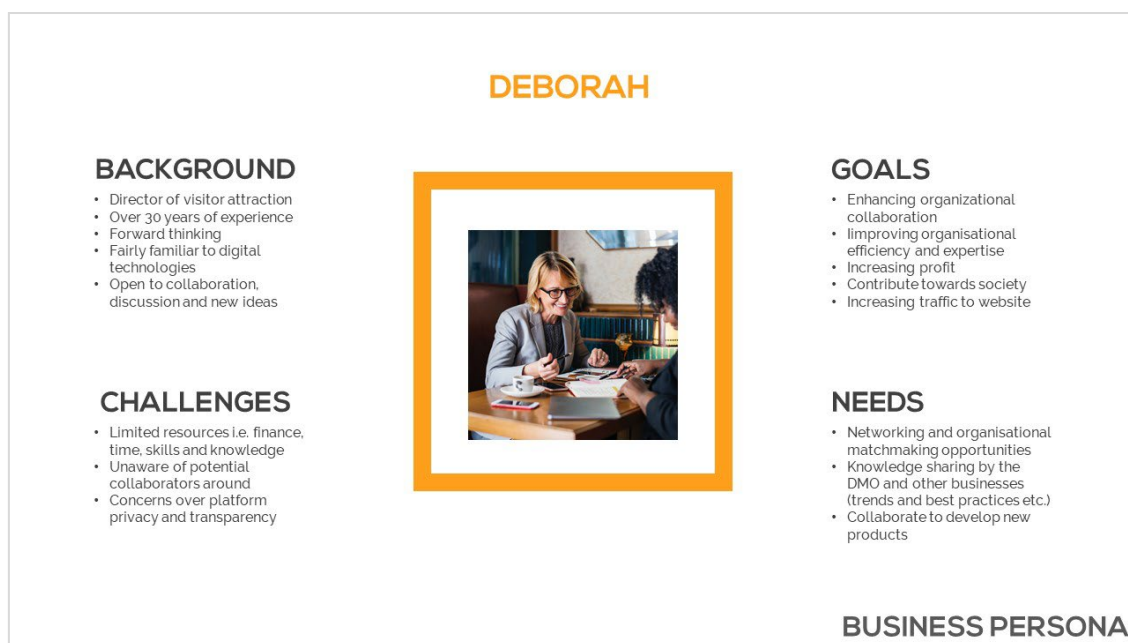 DEBORAH
BACKGROUND
• Director of visitor attraction
• Over 30 years of experience
• Forward thinking
• Fairly familiar to digital
technologies
• Open to collaboration,
discussion and new ideas
CHALLENGES
• Limited resources i.e. finance,
time, skills and knowledge
• Unaware of potential
collaborators around
• Concerns over platform
privacy and transparency
GOALS
• Enhancing organizational
collaboration
• Iimproving organisational
efficiency and expertise
• Increasing profit
• Contribute towards society
• Increasing traffic to website
NEEDS
• Networking and organisational
matchmaking opportunities
• Knowledge sharing by the
DMO and other businesses
(trends and best practices etc.)
• Collaborate to develop new
products
BUSINESS PERSONA